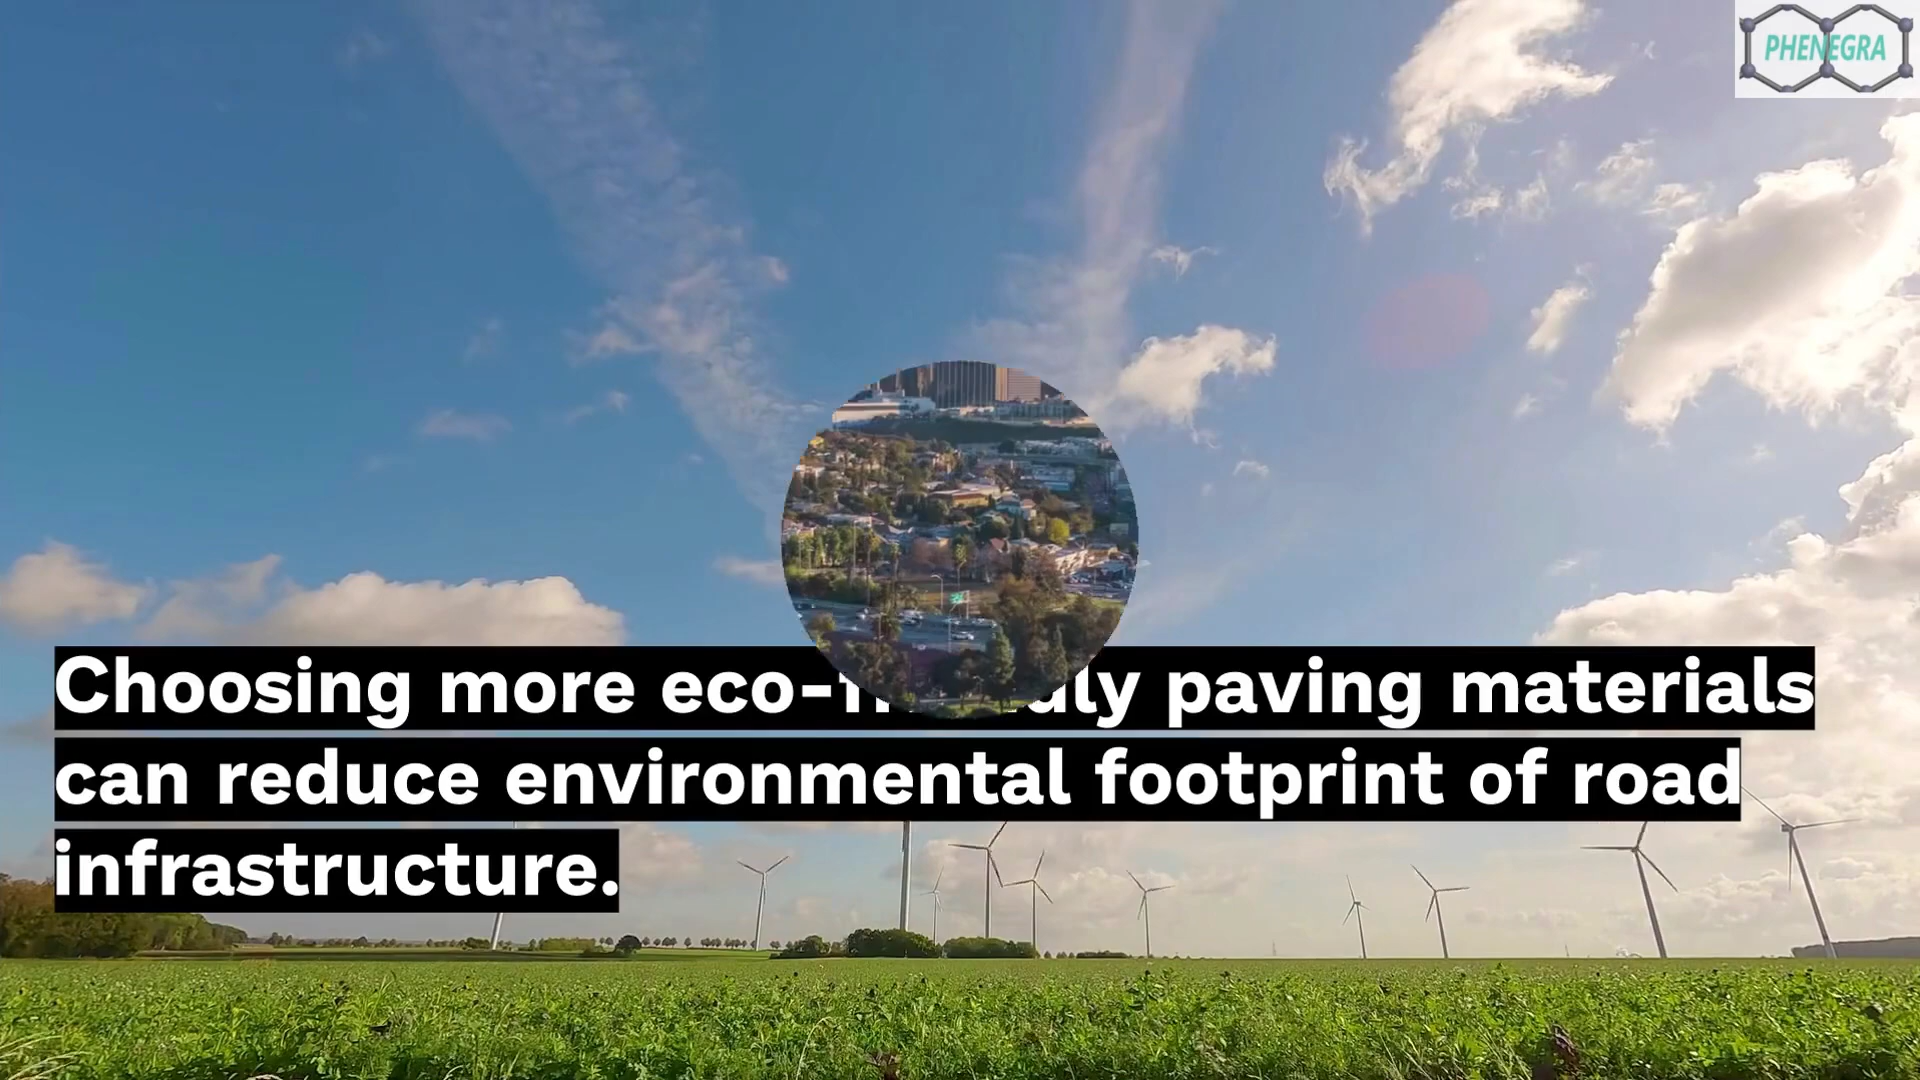 PHENEGRA
Choosing more eco- paving materials
can reduce environmental footprint of road
infrastructure.